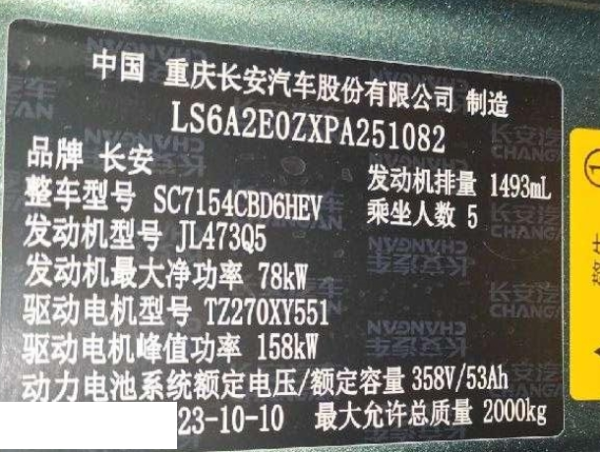 中国 重庆长安汽车股份有限公司 制造
LS6A2E0ZXPA251082
品牌 长安
发动机排量 1493mL
整车型号 SC7154CBD6HEV
乘坐人数 5
发动机型号 JL473Q5
发动机最大净功率 78kW
驱动电机型号 TZ270XY551
驱动电机峰值功率 158kW
动力电池系统额定电压/额定容量 358V/53Ah
23-10-10 最大允许总质量 2000kg
长安汽车
CHANGAN